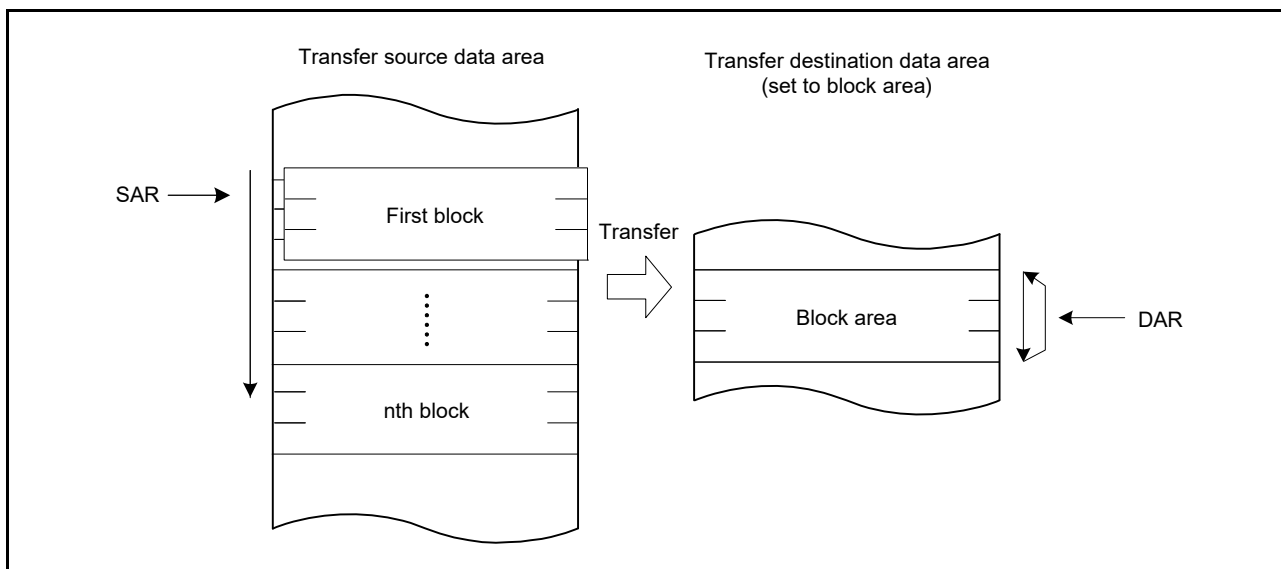 Transfer source data area
Transfer destination data area
(set to block area)
SAR
First block
Transfer
Block area
DAR
nth block